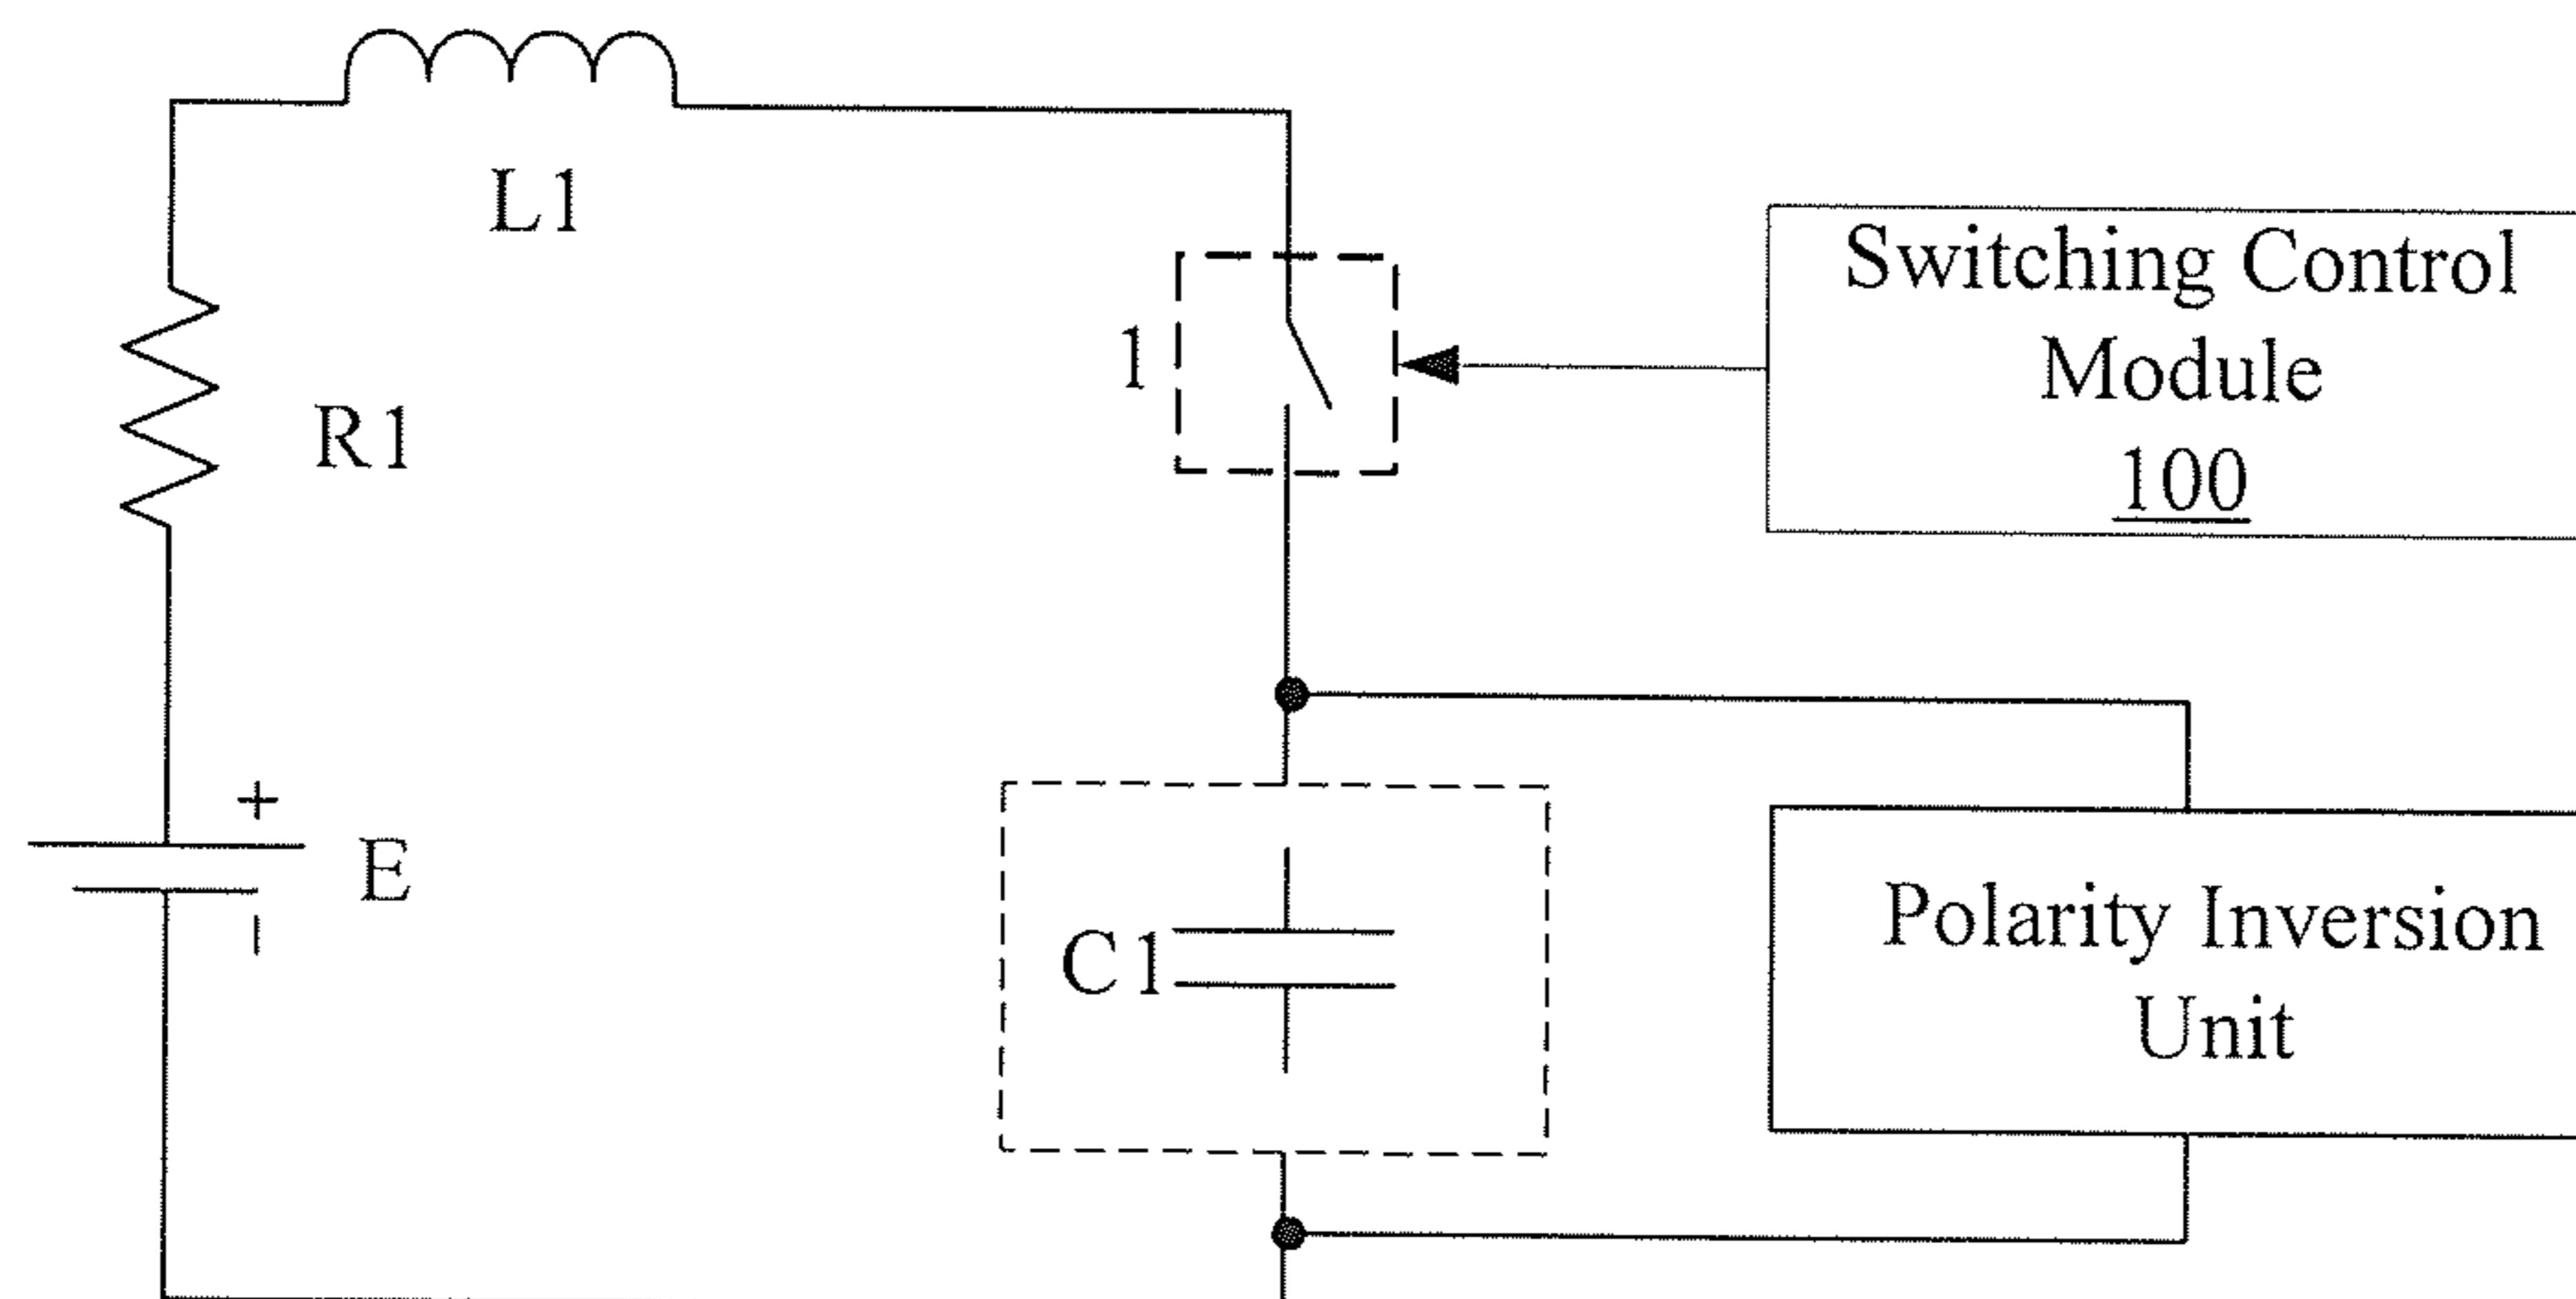 L1
Switching Control
Module
100
1
R1
+
E
−
C1
Polarity Inversion
Unit